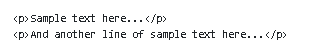 <p>Sample text here...</p>
<p>And another line of sample text here...</p>